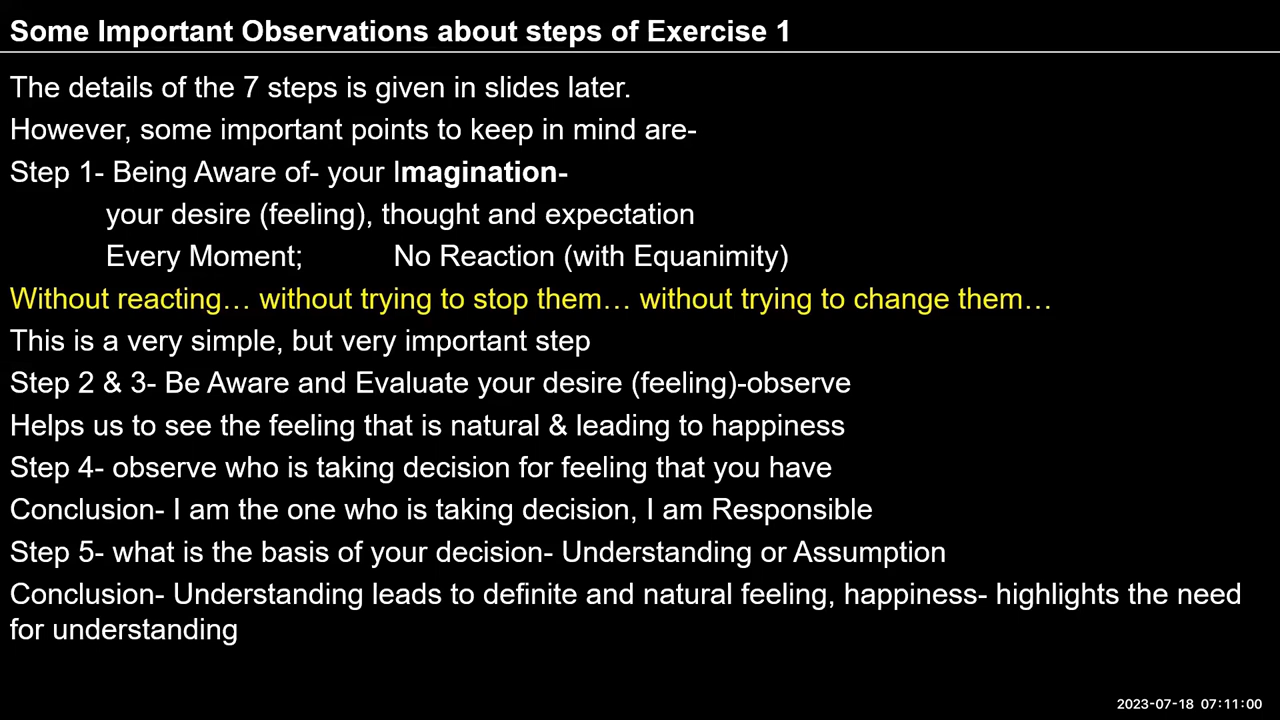 Some Important Observations about steps of Exercise 1
The details of the 7 steps is given in slides later.
However, some important points to keep in mind are-
Step 1- Being Aware of- your Imagination-
your desire (feeling), thought and expectation
Every Moment; No Reaction (with Equanimity)
Without reacting… without trying to stop them… without trying to change them…
This is a very simple, but very important step
Step 2 & 3- Be Aware and Evaluate your desire (feeling)-observe
Helps us to see the feeling that is natural & leading to happiness
Step 4- observe who is taking decision for feeling that you have
Conclusion- I am the one who is taking decision, I am Responsible
Step 5- what is the basis of your decision- Understanding or Assumption
Conclusion- Understanding leads to definite and natural feeling, happiness- highlights the need
for understanding
2023-07-18 07:11:00